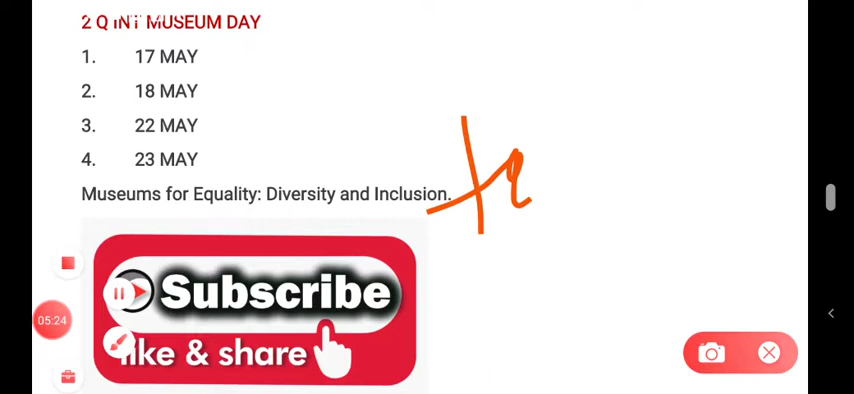 2 Q INT MUSEUM DAY
1. 17 MAY
2. 18 MAY
3. 22 MAY
4. 23 MAY
Museums for Equality: Diversity and Inclusion.
Subscribe
like & share
05:24